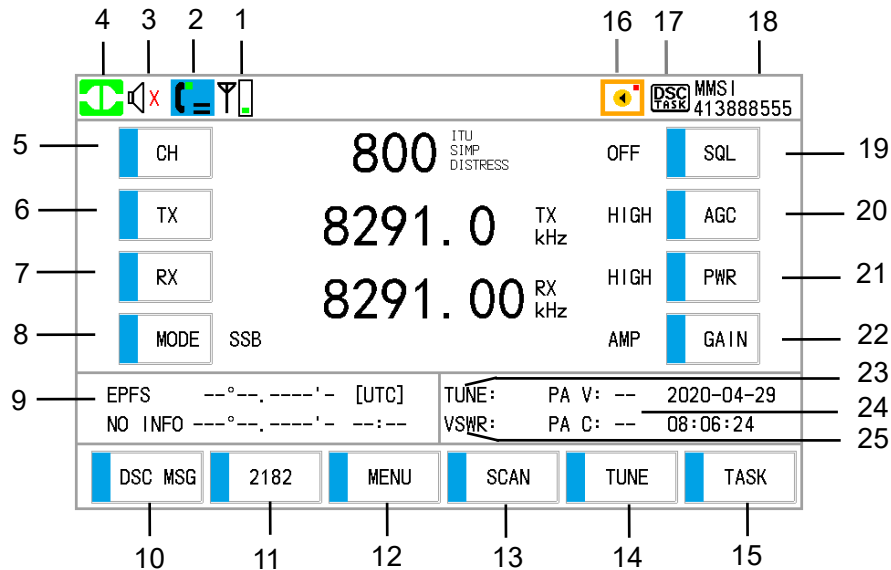 4 3 2 1 16 17 18
DSC TASK
MMSI
413888555
5 CH 800 ITU SIMP DISTRESS OFF SQL 19
6 TX 8291.0 TX kHz HIGH AGC 20
7 RX 8291.00 RX kHz HIGH PWR 21
8 MODE SSB AMP GAIN 22
23
9 EPFS --°--.----'- [UTC] TUNE: PA V: -- 2020-04-29 24
NO INFO ---°--.----'- --:-- VSWR: PA C: -- 08:06:24 25
DSC MSG 2182 MENU SCAN TUNE TASK
10 11 12 13 14 15